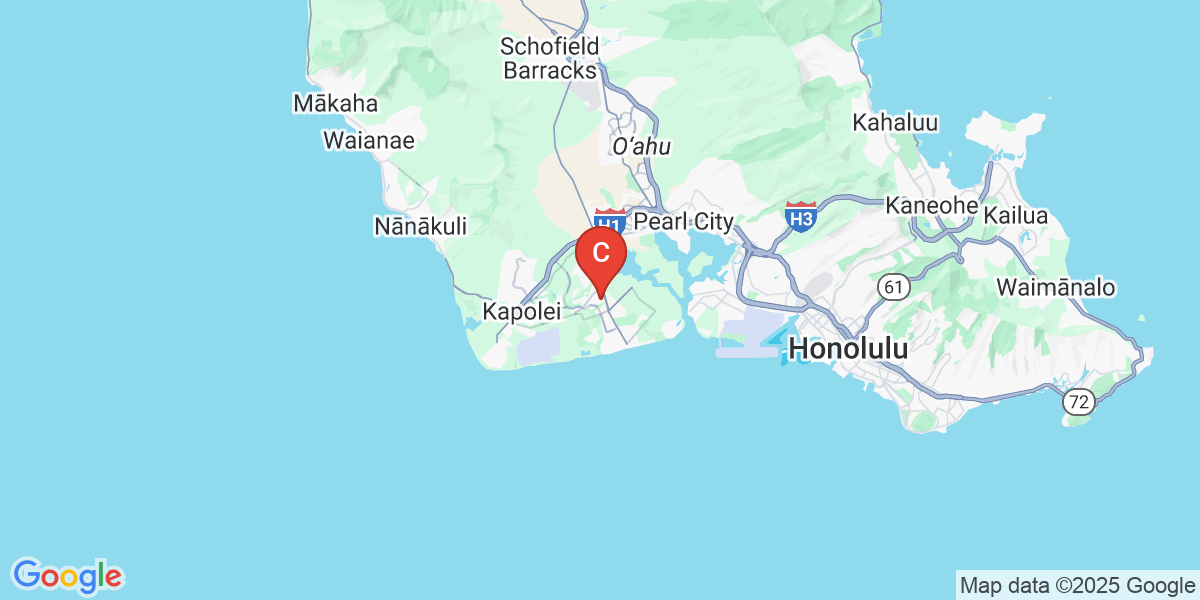 Schofield
Barracks
Mākaha
Kahaluu
Waianae
Oʻahu
Kaneohe
Kailua
Nānākuli
H1
Pearl City
H3
C
61
Waimānalo
Kapolei
Honolulu
72
Google
Map data ©2025 Google